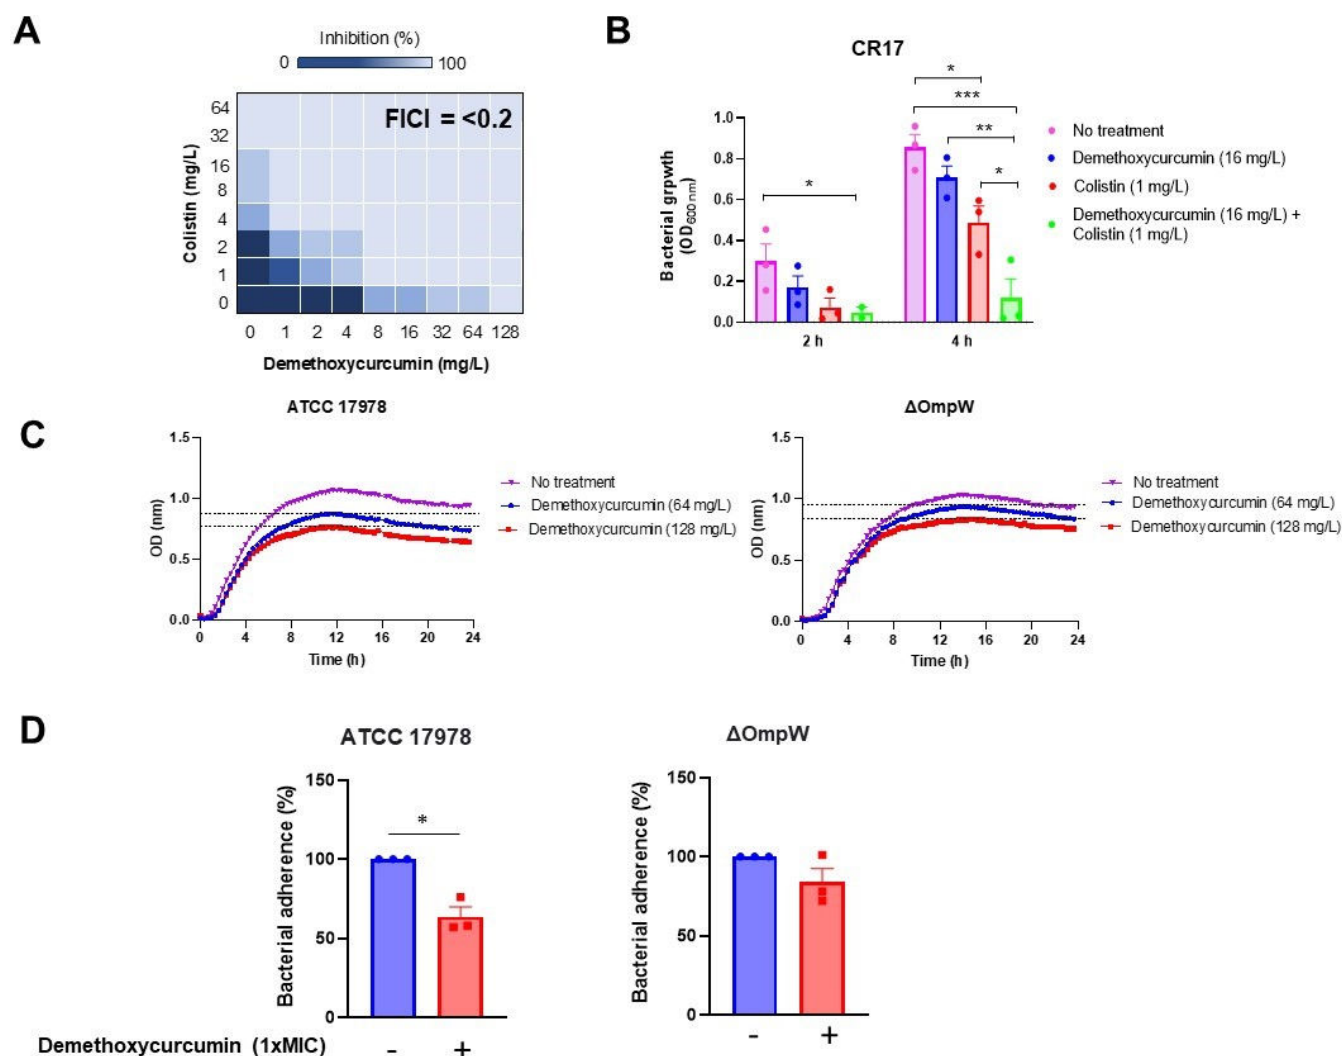 A
Inhibition (%)
0 100
FICI = <0.2
Colistin (mg/L)
64
32
16
8
4
2
1
0
0 1 2 4 8 16 32 64 128
Demethoxycurcumin (mg/L)
B
CR17
* *** ** * *
Bacterial grpwth
(OD600 nm)
1.0
0.8
0.6
0.4
0.2
0.0
2 h 4 h
No treatment
Demethoxycurcumin (16 mg/L)
Colistin (1 mg/L)
Demethoxycurcumin (16 mg/L) +
Colistin (1 mg/L)
C
ATCC 17978
OD (nm)
1.5
1.0
0.5
0.0
0 4 8 12 16 20 24
Time (h)
No treatment
Demethoxycurcumin (64 mg/L)
Demethoxycurcumin (128 mg/L)
ΔOmpW
OD (nm)
1.5
1.0
0.5
0.0
0 4 8 12 16 20 24
Time (h)
No treatment
Demethoxycurcumin (64 mg/L)
Demethoxycurcumin (128 mg/L)
D
ATCC 17978
Bacterial adherence (%)
150
100
50
0
*
ΔOmpW
Bacterial adherence (%)
150
100
50
0
Demethoxycurcumin (1xMIC) - + - +